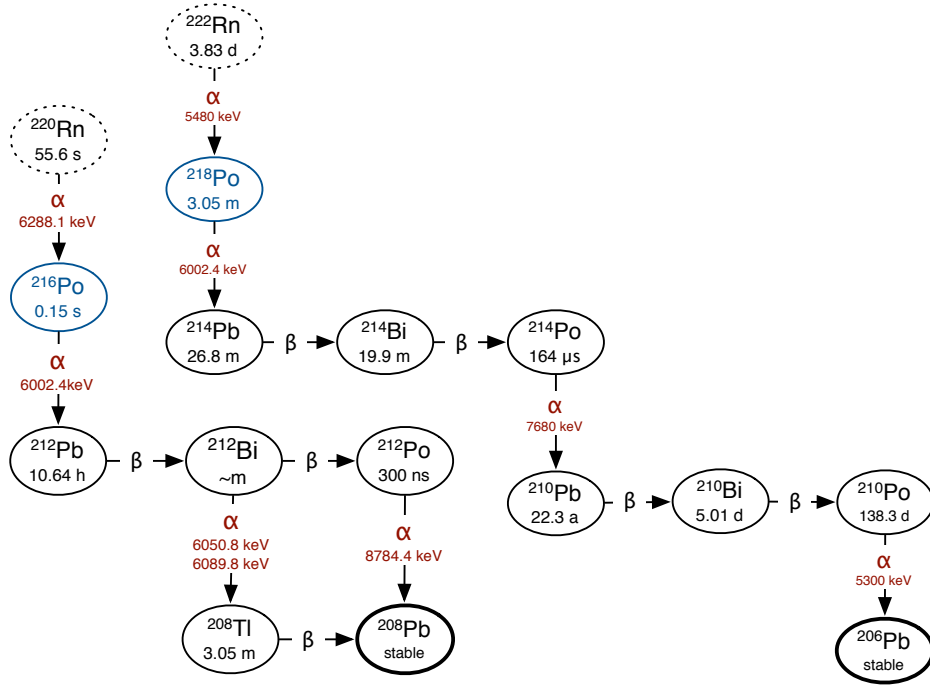 ²²²Rn
3.83 d
α
5480 keV
²²⁰Rn
55.6 s
²¹⁸Po
3.05 m
α
6288.1 keV
α
6002.4 keV
²¹⁶Po
0.15 s
²¹⁴Pb
26.8 m
β
²¹⁴Bi
19.9 m
β
²¹⁴Po
164 µs
α
6002.4keV
α
7680 keV
²¹²Pb
10.64 h
β
²¹²Bi
~m
β
²¹²Po
300 ns
²¹⁰Pb
22.3 a
β
²¹⁰Bi
5.01 d
β
²¹⁰Po
138.3 d
α
6050.8 keV
6089.8 keV
α
8784.4 keV
α
5300 keV
²⁰⁸Tl
3.05 m
β
²⁰⁸Pb
stable
²⁰⁶Pb
stable